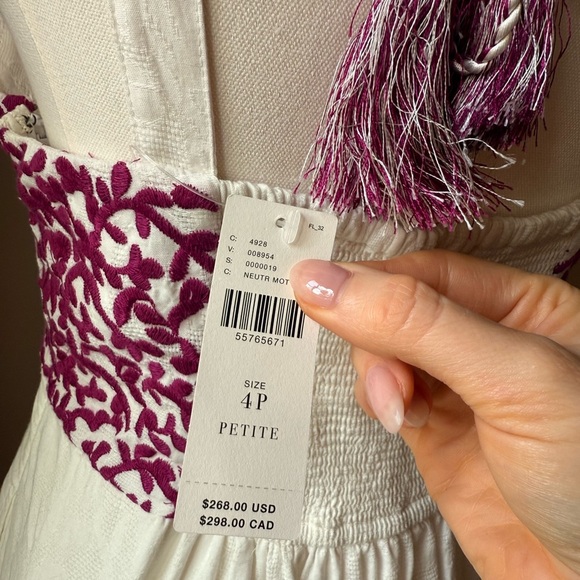 FL_32
C: 4928
V: 008954
S: 0000019
C: NEUTR MOT
55765671
SIZE
4P
PETITE
$268.00 USD
$298.00 CAD